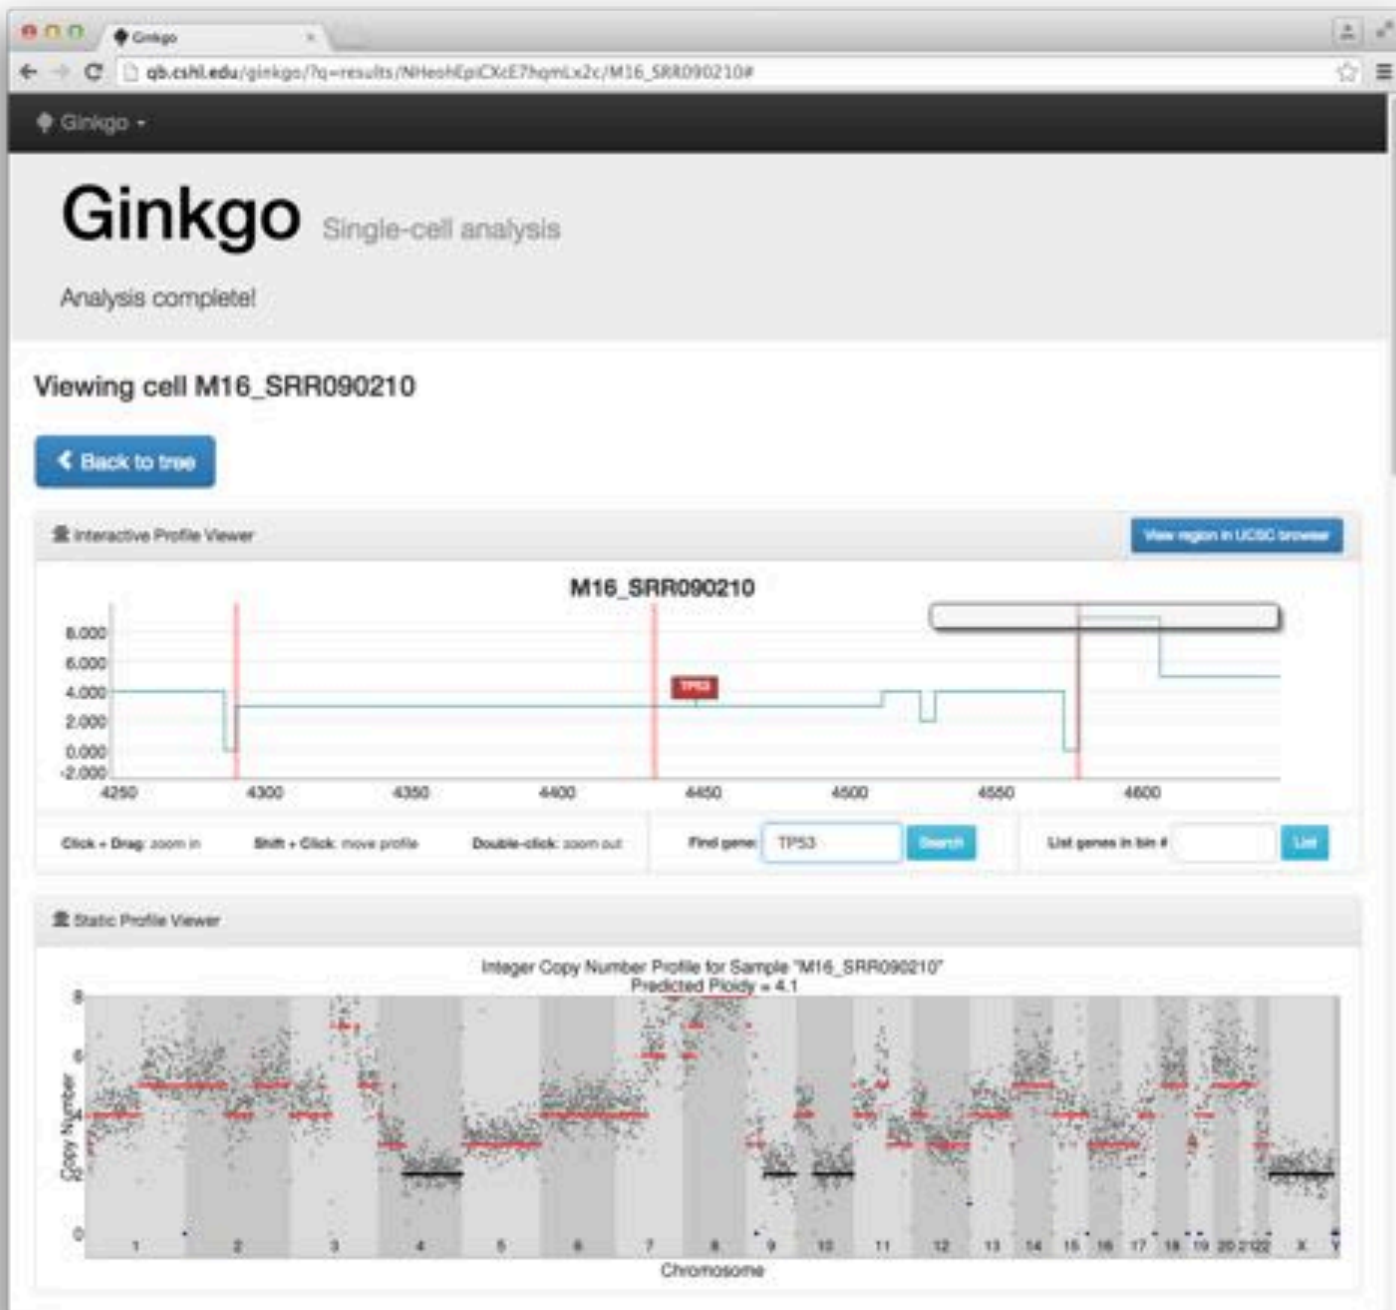 Ginkgo
qb.cshl.edu/ginkgo/?q=results/NHeohEpiCXcE7hqmLx2c/M16_SRR090210#
Ginkgo
Ginkgo Single-cell analysis
Analysis complete!
Viewing cell M16_SRR090210
Back to tree
Interactive Profile Viewer View region in UCSC browser
M16_SRR090210
8.000
6.000
4.000
2.000
0.000
-2.000
TP53
4250 4300 4350 4400 4450 4500 4550 4600
Click + Drag: zoom in Shift + Click: move profile Double-click: zoom out Find gene: TP53 Search List genes in bin # List
Static Profile Viewer
Integer Copy Number Profile for Sample "M16_SRR090210"
Predicted Ploidy = 4.1
Copy Number
8
6
4
2
0
1 2 3 4 5 6 7 8 9 10 11 12 13 14 15 16 17 18 19 20 21 22 X Y
Chromosome